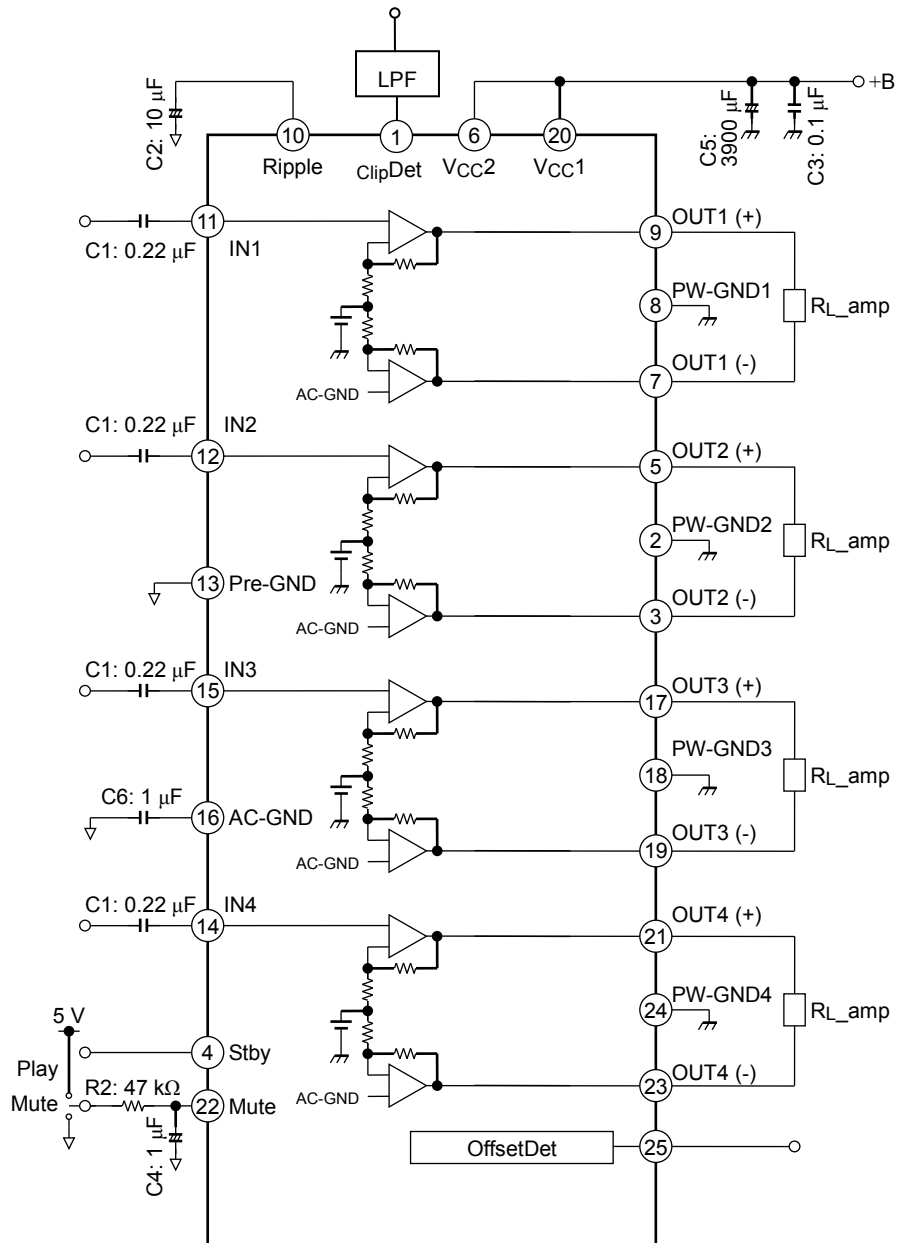 LPF
+B
C2: 10 μF
C5: 3900 μF
C3: 0.1 μF
10
1
6
20
Ripple
ClipDet
VCC2
VCC1
11
C1: 0.22 μF
IN1
9
OUT1 (+)
8
PW-GND1
RL_amp
AC-GND
7
OUT1 (-)
C1: 0.22 μF
IN2
12
5
OUT2 (+)
2
PW-GND2
RL_amp
13
Pre-GND
AC-GND
3
OUT2 (-)
C1: 0.22 μF
IN3
15
17
OUT3 (+)
18
PW-GND3
RL_amp
C6: 1 μF
16
AC-GND
AC-GND
19
OUT3 (-)
C1: 0.22 μF
IN4
14
21
OUT4 (+)
24
PW-GND4
RL_amp
5 V
4
Stby
Play
R2: 47 kΩ
Mute
22
Mute
C4: 1 μF
AC-GND
23
OUT4 (-)
OffsetDet
25